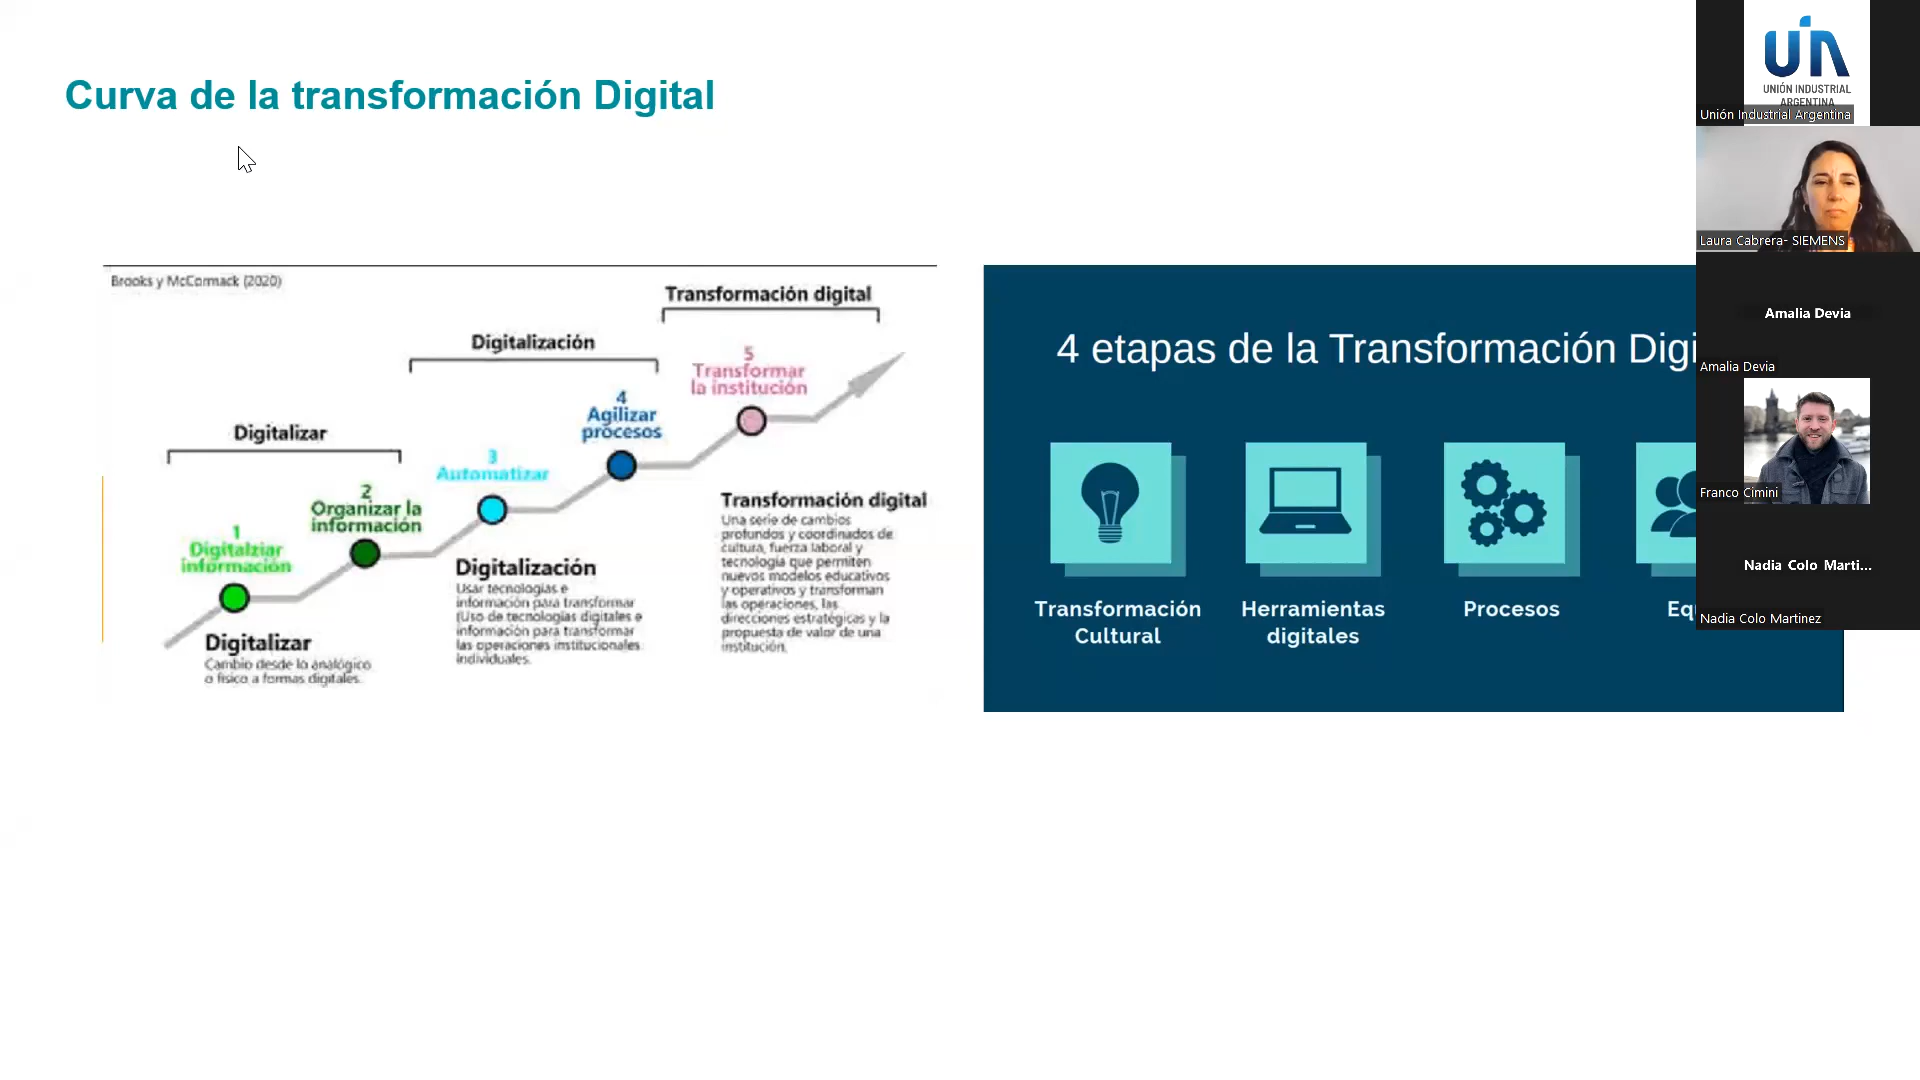 Curva de la transformación Digital
Brooks y McCormack (2020)
Transformación digital
Digitalización
Digitalizar
5
Transformar
la institución
4
Agilizar
procesos
3
Automatizar
2
Organizar la
información
1
Digitalziar
información
Digitalizar
Cambio desde lo analógico
o físico a formas digitales.
Digitalización
Usar tecnologías e
información para transformar
(Uso de tecnologías digitales e
información para transformar
las operaciones institucionales
individuales.
Transformación digital
Una serie de cambios
profundos y coordinados de
cultura, fuerza laboral y
tecnología que permiten
nuevos modelos educativos
y operativos y transforman
las operaciones, las
direcciones estratégicas y la
propuesta de valor de una
institución.
4 etapas de la Transformación Digi
Transformación
Cultural
Herramientas
digitales
Procesos
Eq
UIA
UNIÓN INDUSTRIAL
ARGENTINA
Unión Industrial Argentina
Laura Cabrera- SIEMENS
Amalia Devia
Amalia Devia
Franco Cimini
Nadia Colo Marti...
Nadia Colo Martinez